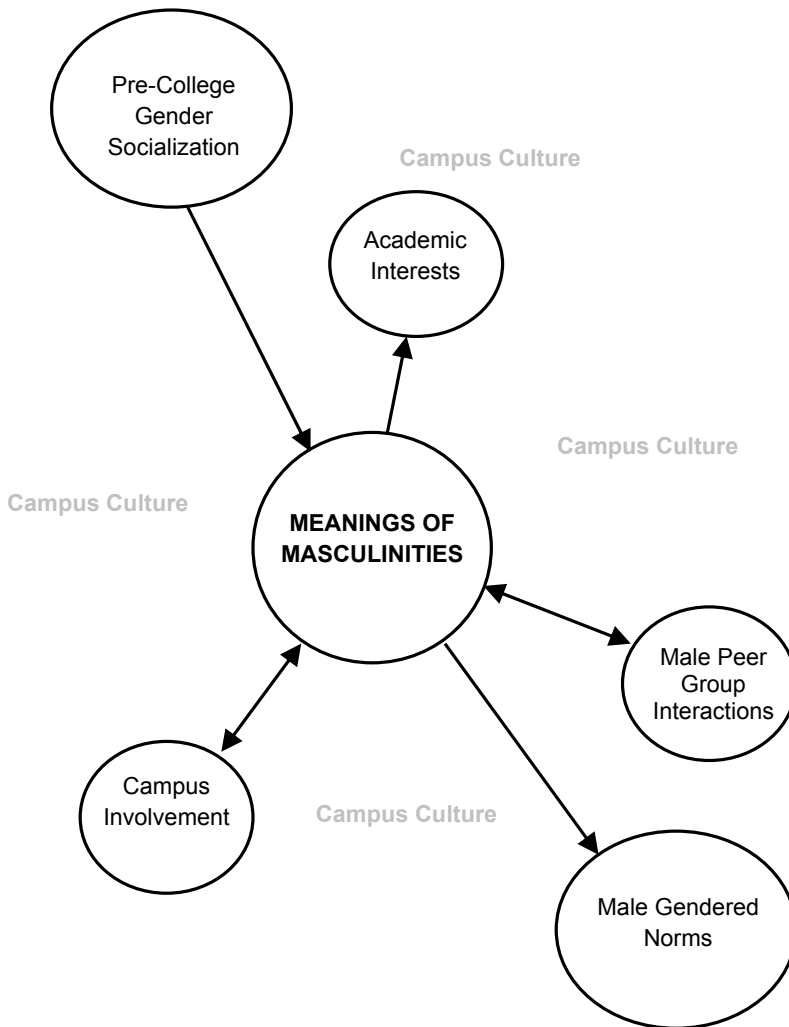 Pre-College
Gender
Socialization
Campus Culture
Academic
Interests
Campus Culture
Campus Culture
MEANINGS OF
MASCULINITIES
Male Peer
Group
Interactions
Campus
Involvement
Campus Culture
Male Gendered
Norms